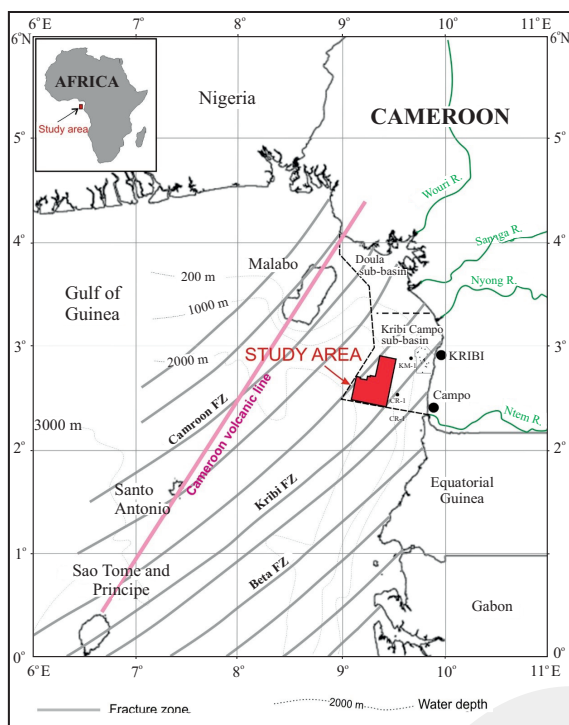 6°E
7°
8°
9°
10°
11°E
6°N
AFRICA
Study area
Nigeria
CAMEROON
5°
5°
Wouri R.
4°
4°
Sanaga R.
Doula
sub-basin
Malabo
200 m
Nyong R.
Gulf of
Guinea
1000 m
3°
3°
Kribi Campo
sub-basin
2000 m
STUDY AREA
KM-1
KRIBI
Camroon FZ
CR-1
Campo
CR-1
Ntem R.
3000 m
Cameroon volcanic line
2°
2°
Santo
Antonio
Kribi FZ
Equatorial
Guinea
1°
1°
Sao Tome and
Principe
Beta FZ
Gabon
0°
0°
6°E
7°
8°
9°
10°
11°E
Fracture zone
2000 m
Water depth